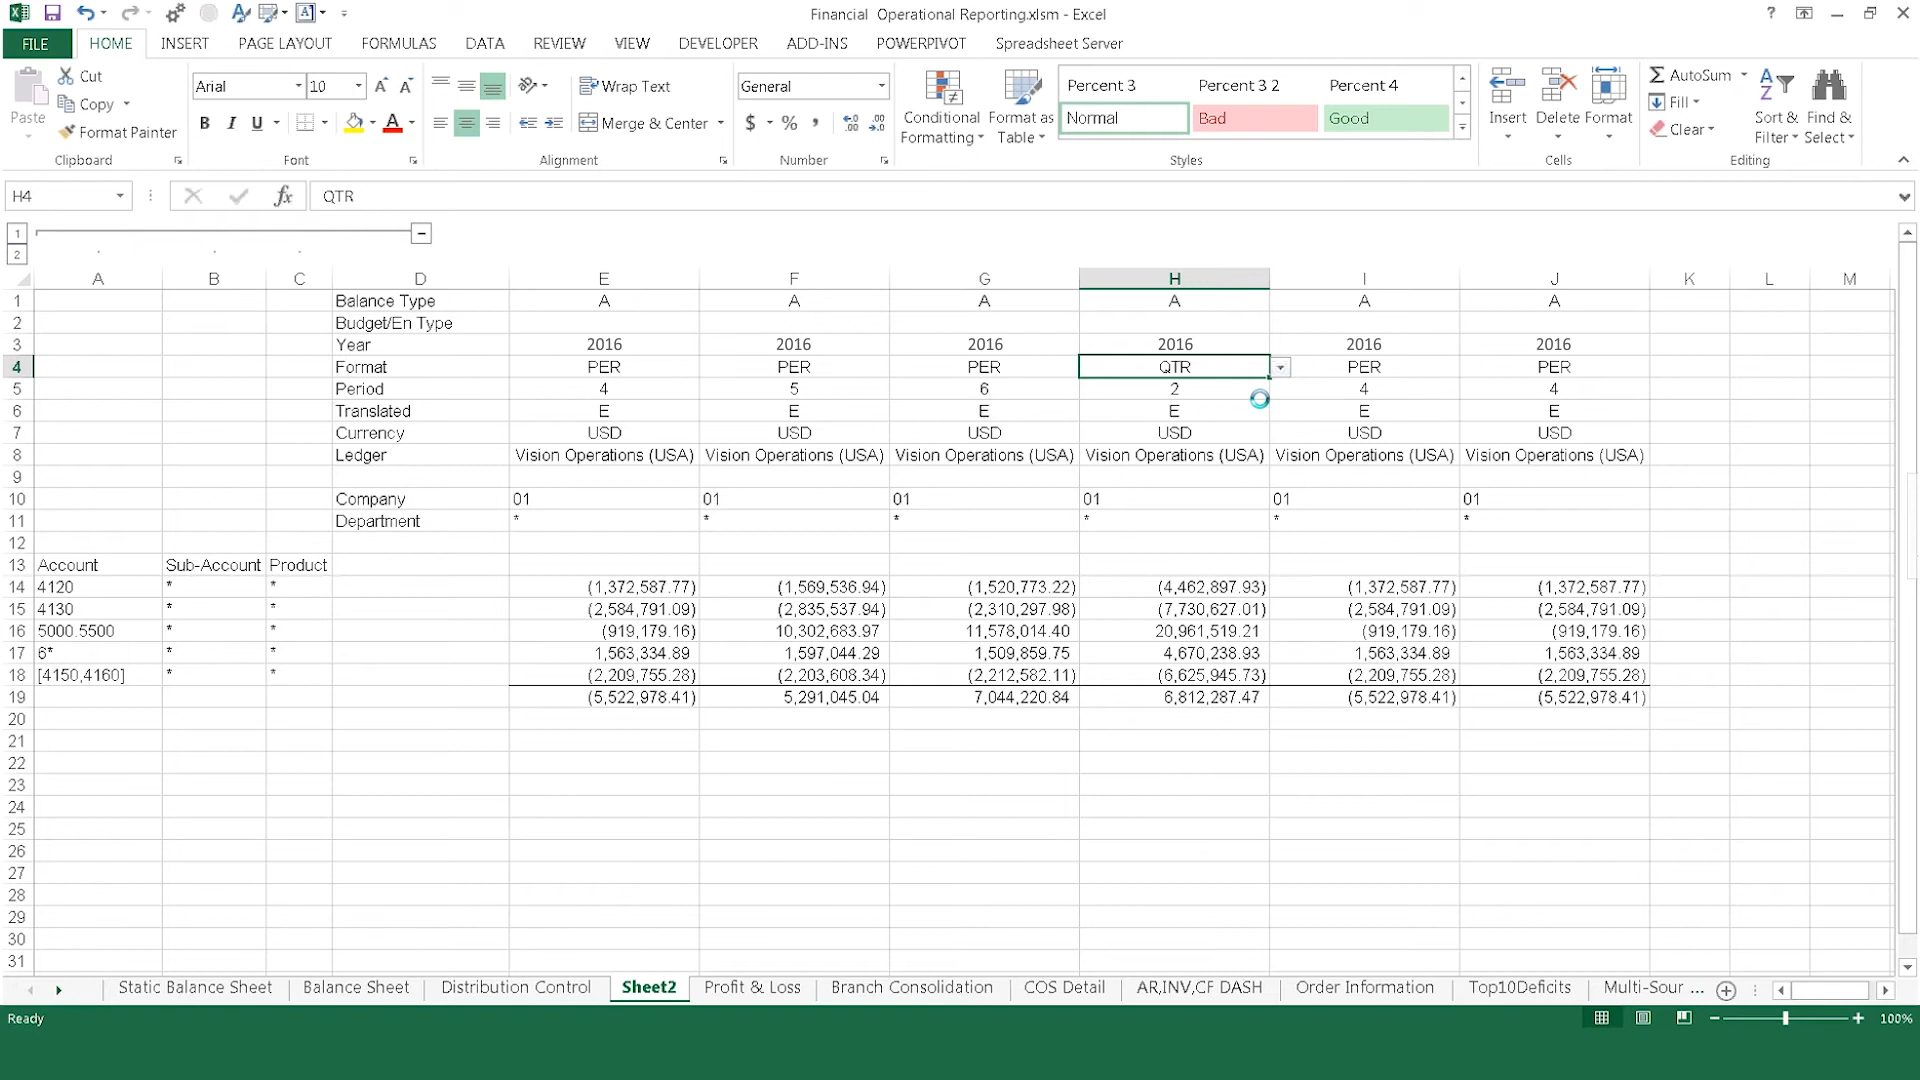 Financial  Operational Reporting.xlsm - Excel
FILE HOME INSERT PAGE LAYOUT FORMULAS DATA REVIEW VIEW DEVELOPER ADD-INS POWERPIVOT Spreadsheet Server
Paste Cut Copy Format Painter
Clipboard
Arial 10
B I U A
Font
Wrap Text
Merge & Center
Alignment
General
$ % ,
Number
Conditional Formatting
Format as Table
Percent 3 Percent 3 2 Percent 4
Normal Bad Good
Styles
Insert Delete Format
Cells
AutoSum
Fill
Clear
Sort & Filter
Find & Select
Editing
H4 fx QTR
1
2
A B C D E F G H I J K L M
1 Balance Type A A A A A A
2 Budget/En Type
3 Year 2016 2016 2016 2016 2016 2016
4 Format PER PER PER QTR PER PER
5 Period 4 5 6 2 4 4
6 Translated E E E E E E
7 Currency USD USD USD USD USD USD
8 Ledger Vision Operations (USA) Vision Operations (USA) Vision Operations (USA) Vision Operations (USA) Vision Operations (USA) Vision Operations (USA)
9
10 Company 01 01 01 01 01 01
11 Department * * * * * *
12
13 Account Sub-Account Product
14 4120 * * (1,372,587.77) (1,569,536.94) (1,520,773.22) (4,462,897.93) (1,372,587.77) (1,372,587.77)
15 4130 * * (2,584,791.09) (2,835,537.94) (2,310,297.98) (7,730,627.01) (2,584,791.09) (2,584,791.09)
16 5000.5500 * * (919,179.16) 10,302,683.97 11,578,014.40 20,961,519.21 (919,179.16) (919,179.16)
17 6* * * 1,563,334.89 1,597,044.29 1,509,859.75 4,670,238.93 1,563,334.89 1,563,334.89
18 [4150,4160] * * (2,209,755.28) (2,203,608.34) (2,212,582.11) (6,625,945.73) (2,209,755.28) (2,209,755.28)
19 (5,522,978.41) 5,291,045.04 7,044,220.84 6,812,287.47 (5,522,978.41) (5,522,978.41)
20
21
22
23
24
25
26
27
28
29
30
31
Static Balance Sheet Balance Sheet Distribution Control Sheet2 Profit & Loss Branch Consolidation COS Detail AR,INV,CF DASH Order Information Top10Deficits Multi-Sour ...
Ready 100%